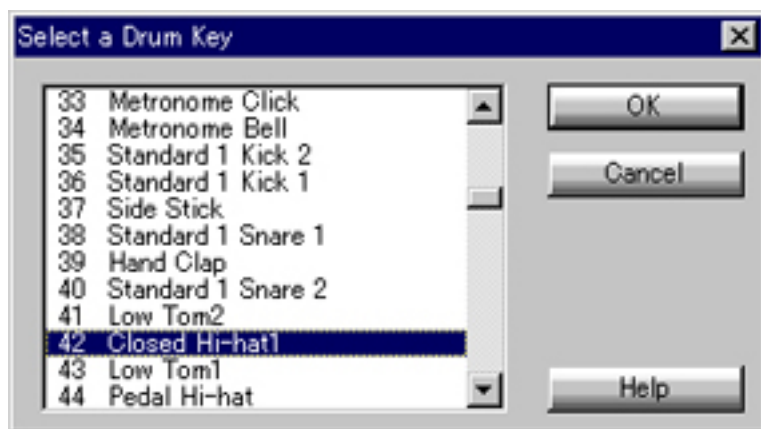 Select a Drum Key
33 Metronome Click
34 Metronome Bell
35 Standard 1 Kick 2
36 Standard 1 Kick 1
37 Side Stick
38 Standard 1 Snare 1
39 Hand Clap
40 Standard 1 Snare 2
41 Low Tom2
42 Closed Hi-hat1
43 Low Tom1
44 Pedal Hi-hat
OK
Cancel
Help